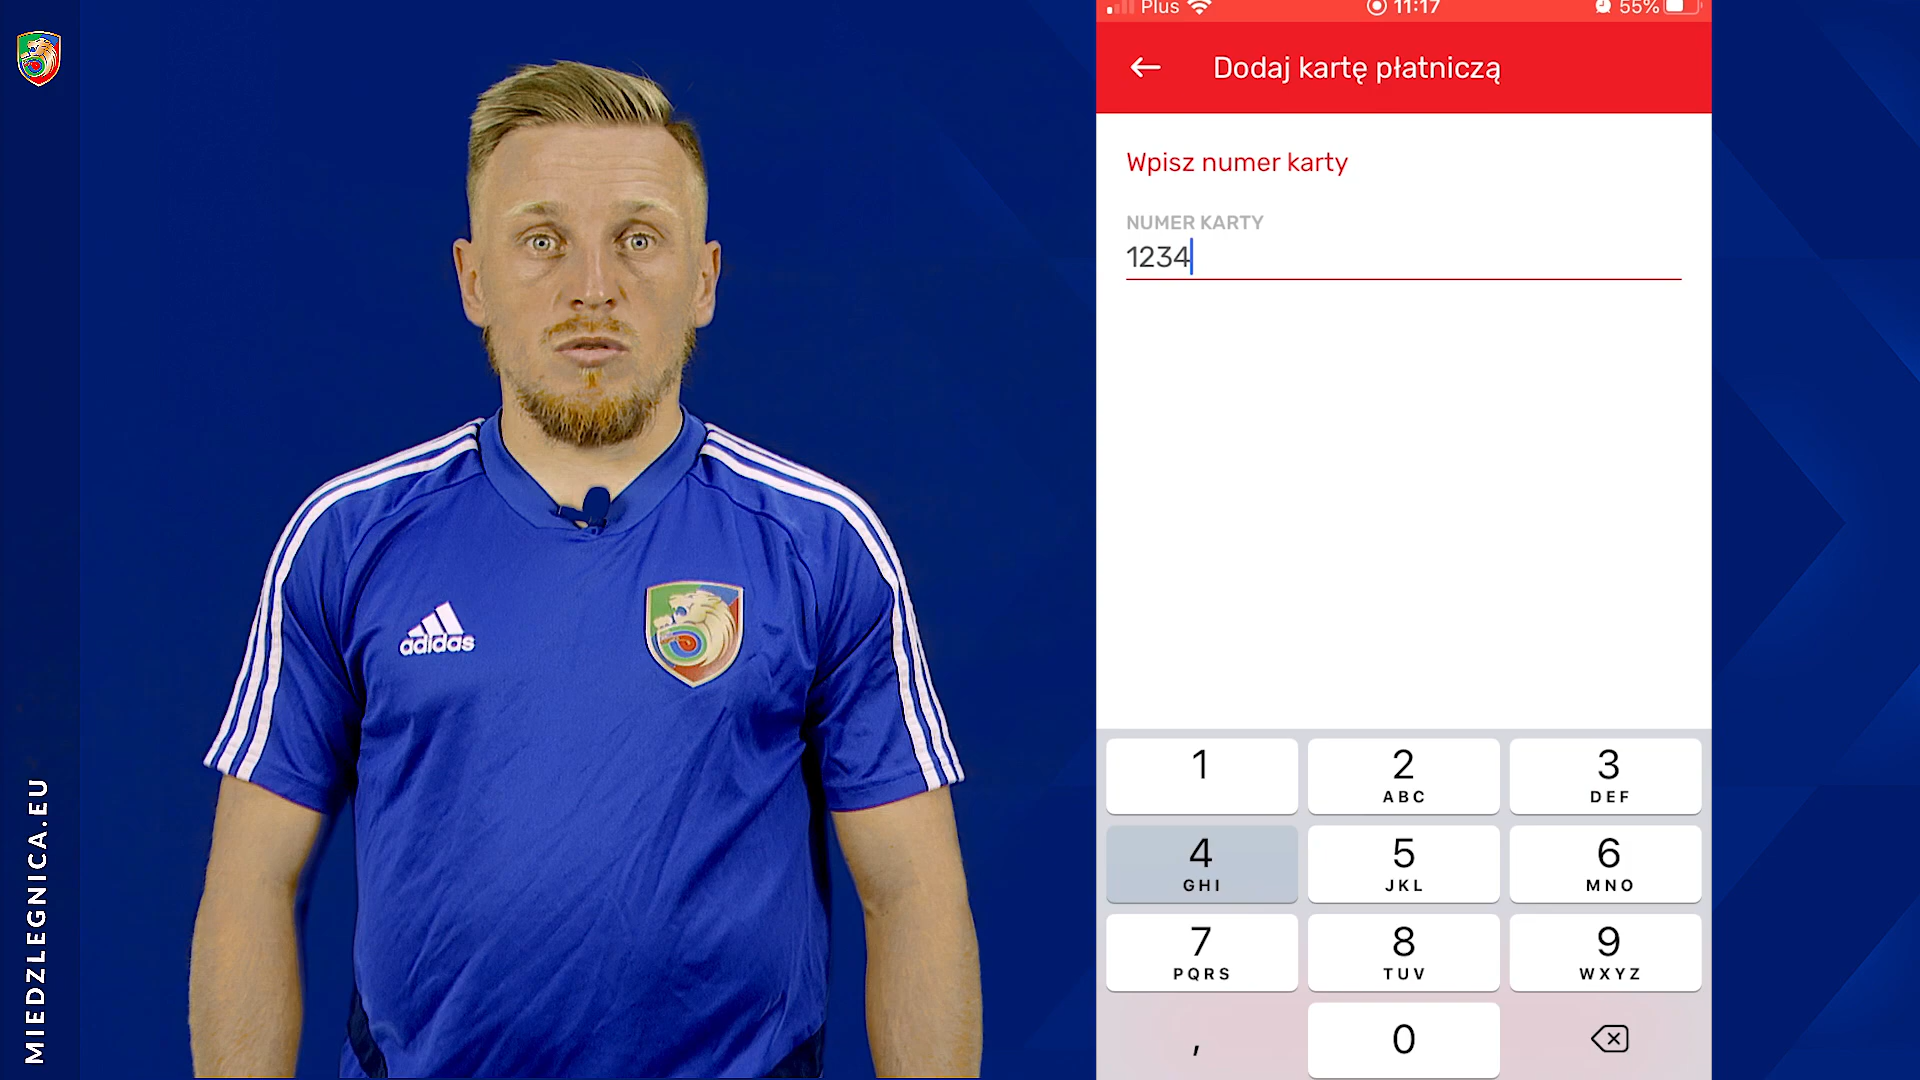 Plus 11:17 55%
Dodaj kartę płatniczą
Wpisz numer karty
NUMER KARTY
1234
adidas
MIEDZLEGNICA.EU
1
2
ABC
3
DEF
4
GHI
5
JKL
6
MNO
7
PQRS
8
TUV
9
WXYZ
,
0